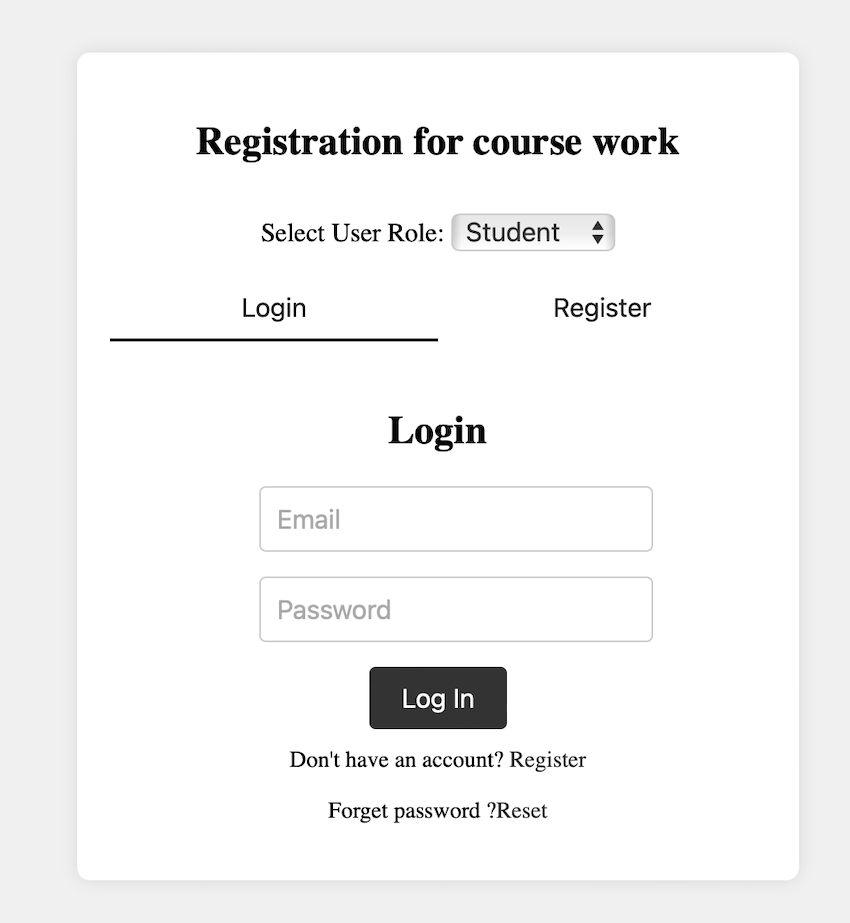 Registration for course work
Select User Role: Student
Login Register
Login
Email
Password
Log In
Don't have an account? Register
Forget password ?Reset